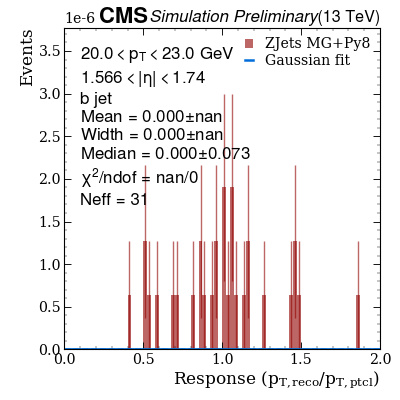 1e-6 CMS Simulation Preliminary (13 TeV)
Events
20.0 < pT < 23.0 GeV
1.566 < |η| < 1.74
b jet
Mean = 0.000±nan
Width = 0.000±nan
Median = 0.000±0.073
χ²/ndof = nan/0
Neff = 31
ZJets MG+Py8
Gaussian fit
3.5
3.0
2.5
2.0
1.5
1.0
0.5
0.0
0.0 0.5 1.0 1.5 2.0
Response (pT,reco/pT,ptcl)